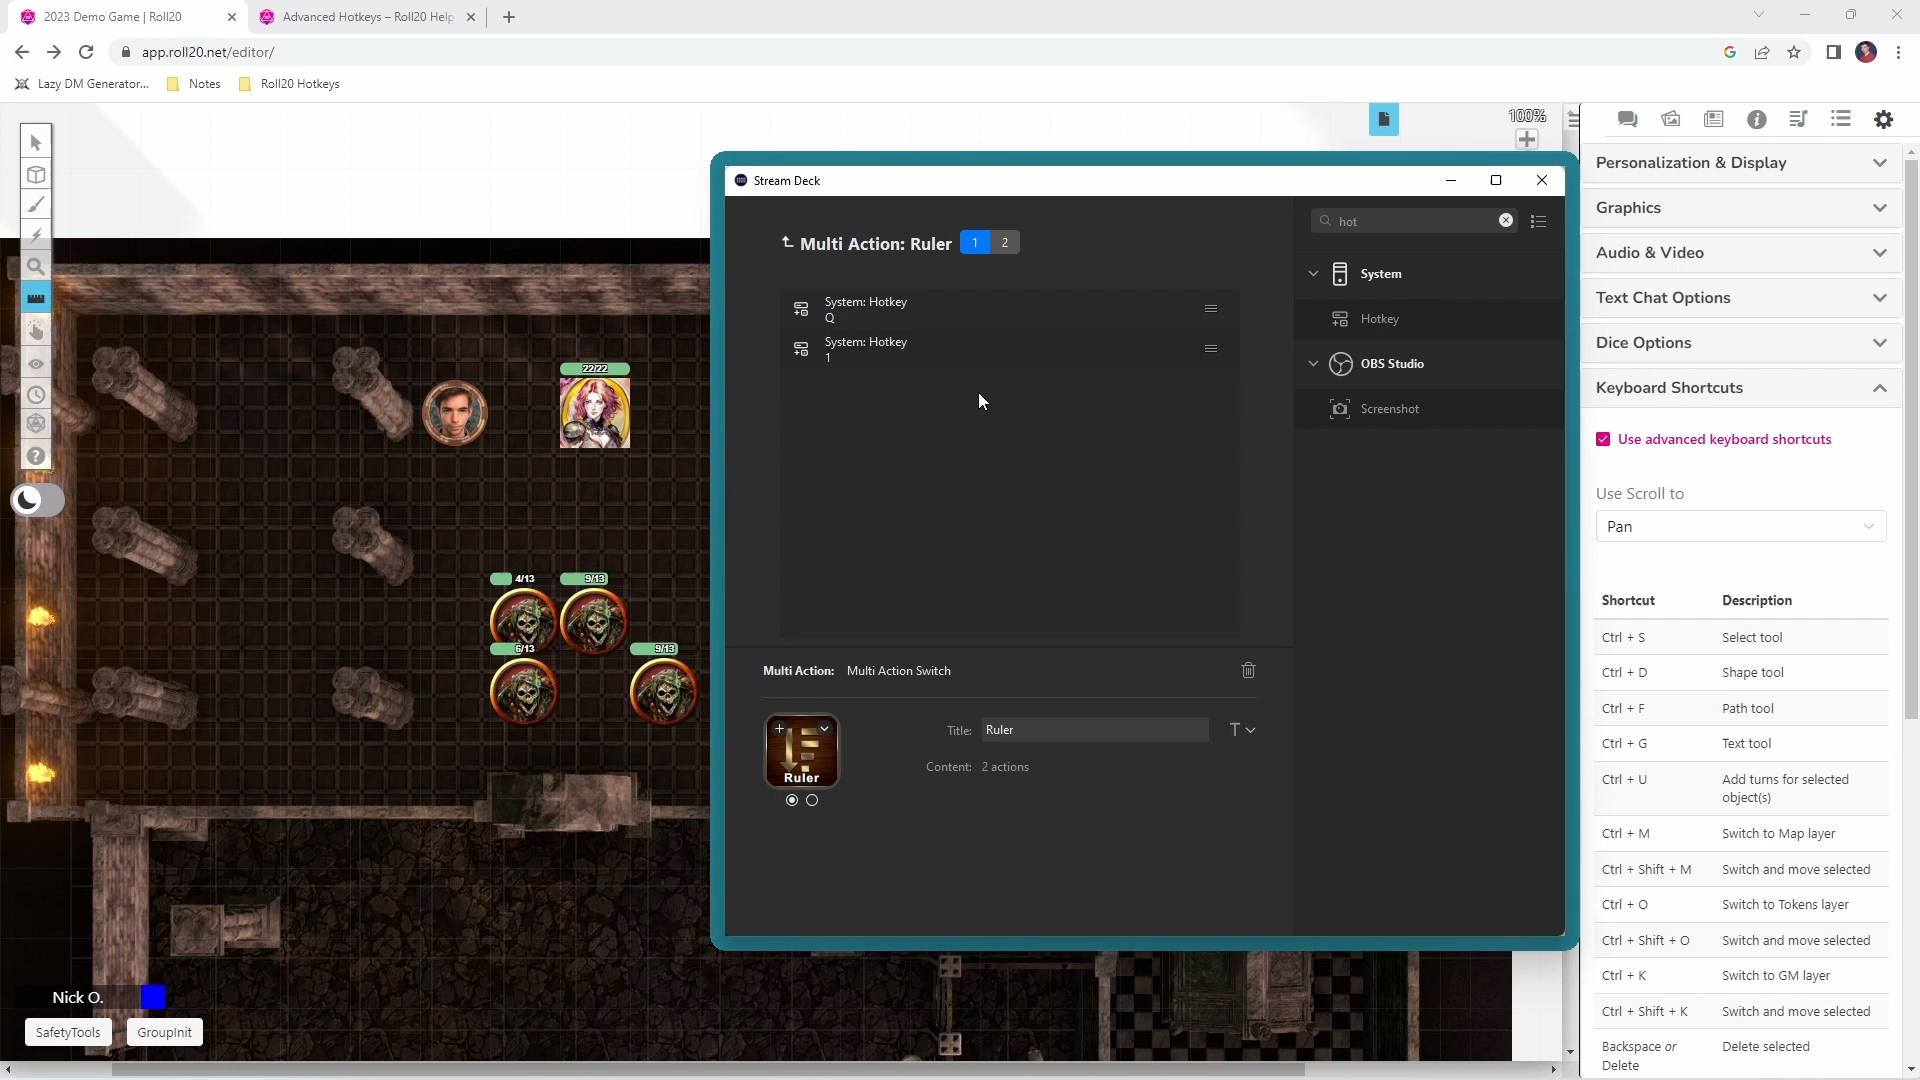 2023 Demo Game | Roll20
Advanced Hotkeys – Roll20 Help
app.roll20.net/editor/
Lazy DM Generator...
Notes
Roll20 Hotkeys
100%
Stream Deck
Multi Action: Ruler
1
2
System: Hotkey
Q
System: Hotkey
1
Multi Action: Multi Action Switch
Ruler
Title: Ruler
Content: 2 actions
hot
System
Hotkey
OBS Studio
Screenshot
22/22
4/13
9/13
6/13
9/13
Nick O.
SafetyTools
GroupInit
Personalization & Display
Graphics
Audio & Video
Text Chat Options
Dice Options
Keyboard Shortcuts
Use advanced keyboard shortcuts
Use Scroll to
Pan
Shortcut Description
Ctrl + S Select tool
Ctrl + D Shape tool
Ctrl + F Path tool
Ctrl + G Text tool
Ctrl + U Add turns for selected
object(s)
Ctrl + M Switch to Map layer
Ctrl + Shift + M Switch and move selected
Ctrl + O Switch to Tokens layer
Ctrl + Shift + O Switch and move selected
Ctrl + K Switch to GM layer
Ctrl + Shift + K Switch and move selected
Backspace or Delete selected
Delete